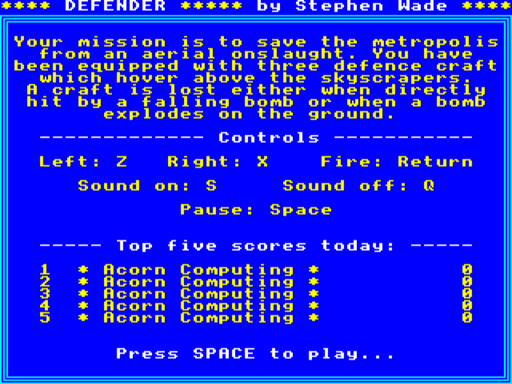 **** DEFENDER ***** by Stephen Wade ****
Your mission is to save the metropolis
from an aerial onslaught. You have
been equipped with three defence craft
which hover above the skyscrapers.
A craft is lost either when directly
hit by a falling bomb or when a bomb
explodes on the ground.
------------- Controls -----------
Left: Z Right: X Fire: Return
Sound on: S Sound off: Q
Pause: Space
----- Top five scores today: -----
1 * Acorn Computing * 0
2 * Acorn Computing * 0
3 * Acorn Computing * 0
4 * Acorn Computing * 0
5 * Acorn Computing * 0
Press SPACE to play...